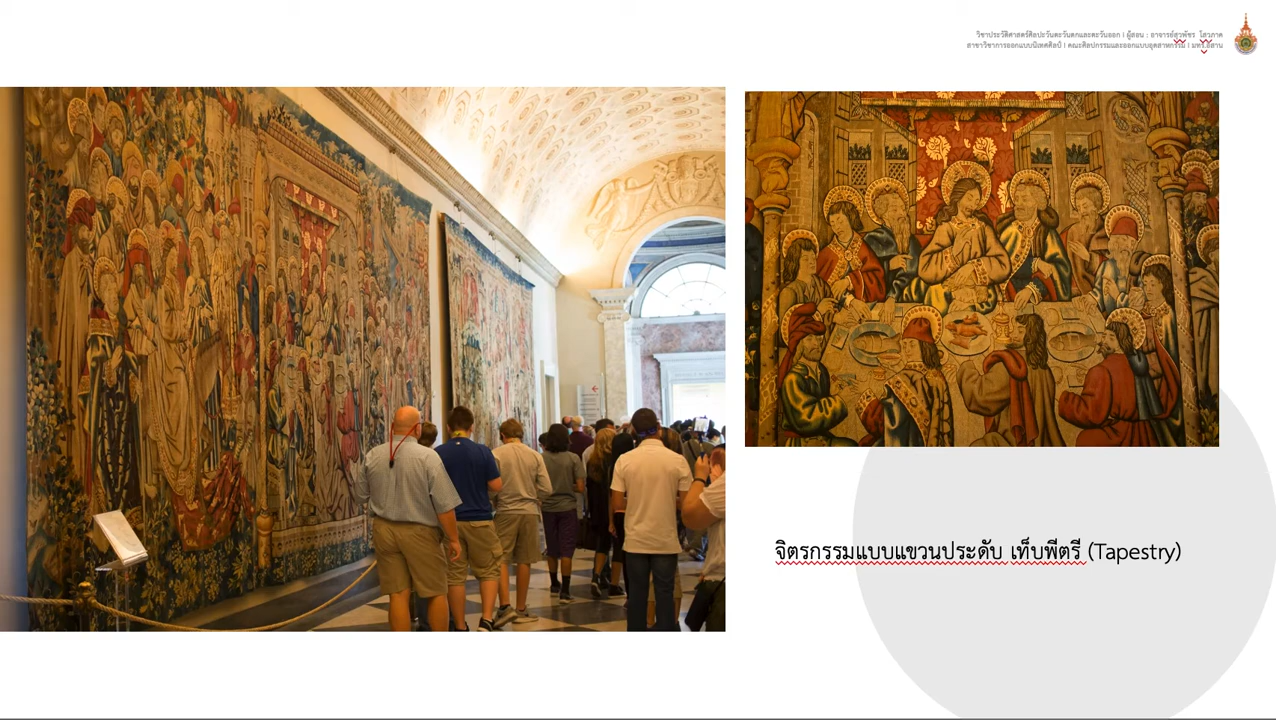 วิชาประวัติศาสตร์ศิลปะวันตะวันตกและตะวันออก I ผู้สอน : อาจารย์สุวพัชร โสวภาค
สาขาวิชาการออกแบบนิเทศศิลป์ I คณะศิลปกรรมและออกแบบอุตสาหกรรม I มทร.อีสาน
จิตรกรรมแบบแขวนประดับ เท็บพีตรี (Tapestry)